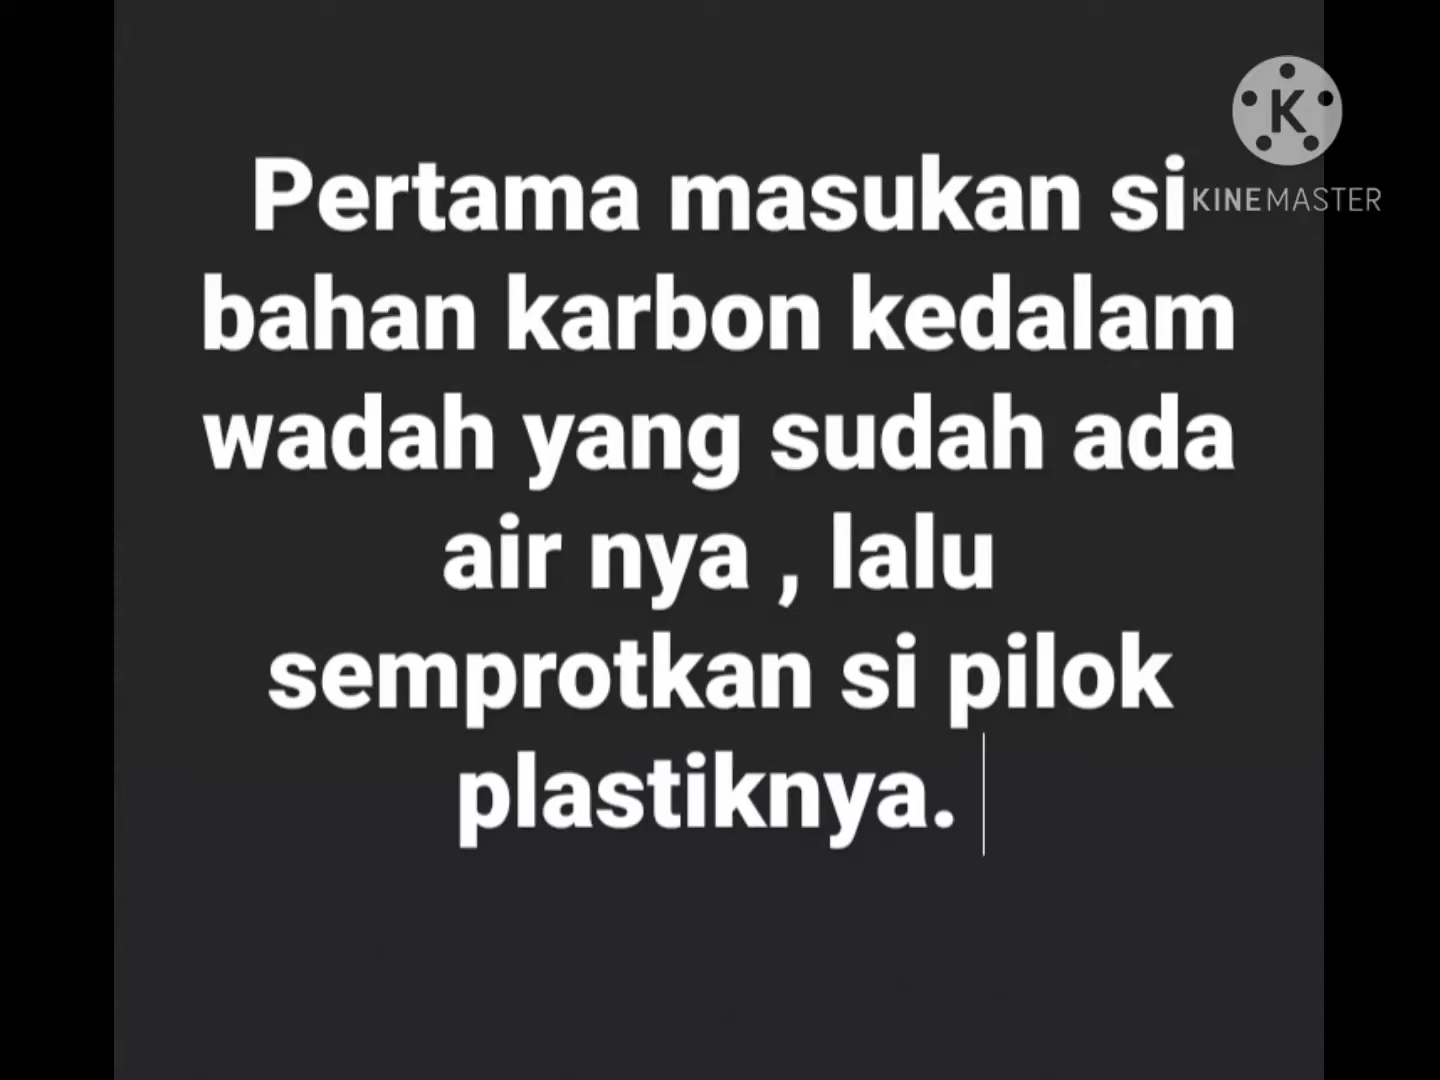 Pertama masukan si
bahan karbon kedalam
wadah yang sudah ada
air nya , lalu
semprotkan si pilok
plastiknya.
K
KINEMASTER